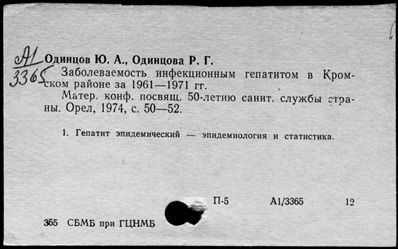 А1
3365
Одинцов Ю. А., Одинцова Р. Г.
Заболеваемость инфекционным гепатитом в Кром-
ском районе за 1961—1971 гг.
Матер. конф. посвящ. 50-летию санит. службы стра-
ны. Орел, 1974, с. 50—52.
1. Гепатит эпидемический — эпидемиология и статистика.
П-5 А1/3365 12
355 СБМБ при ГЦНМБ